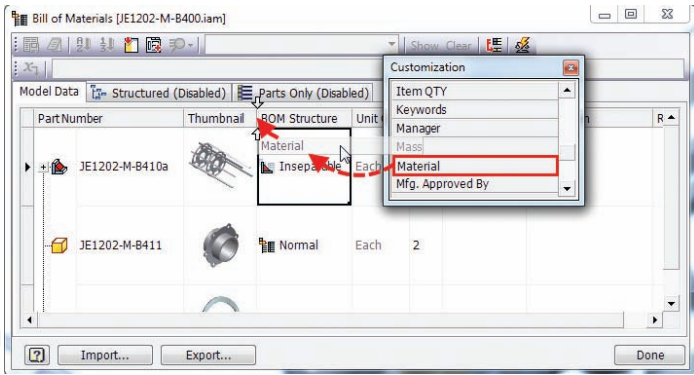 Bill of Materials [JE1202-M-B400.iam]
Show Clear
Customization
Model Data Structured (Disabled) Parts Only (Disabled)
Item QTY
Keywords
Manager
Mass
Material
Mfg. Approved By
Part Number Thumbnail BOM Structure Unit
Material
JE1202-M-B410a Inseparable Each
JE1202-M-B411 Normal Each 2
Import... Export... Done